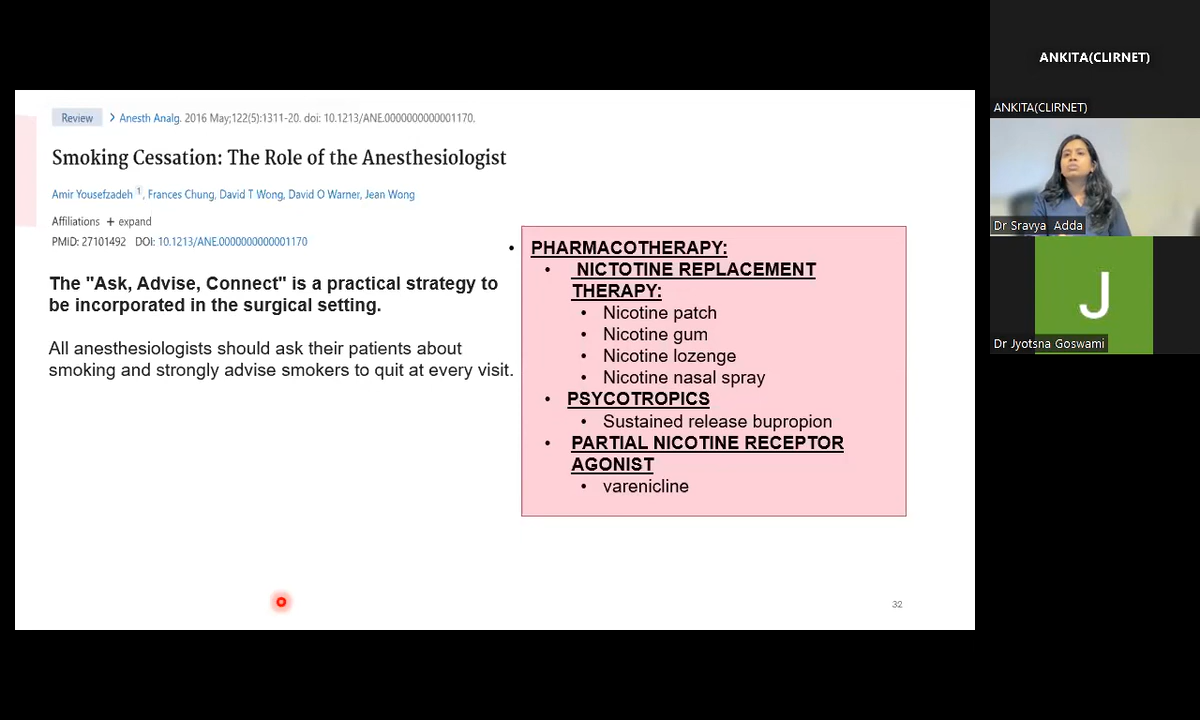 Review > Anesth Analg. 2016 May;122(5):1311-20. doi: 10.1213/ANE.0000000000001170.
Smoking Cessation: The Role of the Anesthesiologist
Amir Yousefzadeh 1, Frances Chung, David T Wong, David O Warner, Jean Wong
Affiliations + expand
PMID: 27101492 DOI: 10.1213/ANE.0000000000001170
The "Ask, Advise, Connect" is a practical strategy to
be incorporated in the surgical setting.
All anesthesiologists should ask their patients about
smoking and strongly advise smokers to quit at every visit.
• PHARMACOTHERAPY:
• NICTOTINE REPLACEMENT
THERAPY:
• Nicotine patch
• Nicotine gum
• Nicotine lozenge
• Nicotine nasal spray
• PSYCOTROPICS
• Sustained release bupropion
• PARTIAL NICOTINE RECEPTOR
AGONIST
• varenicline
32
ANKITA(CLIRNET)
ANKITA(CLIRNET)
Dr Sravya Adda
J
Dr Jyotsna Goswami